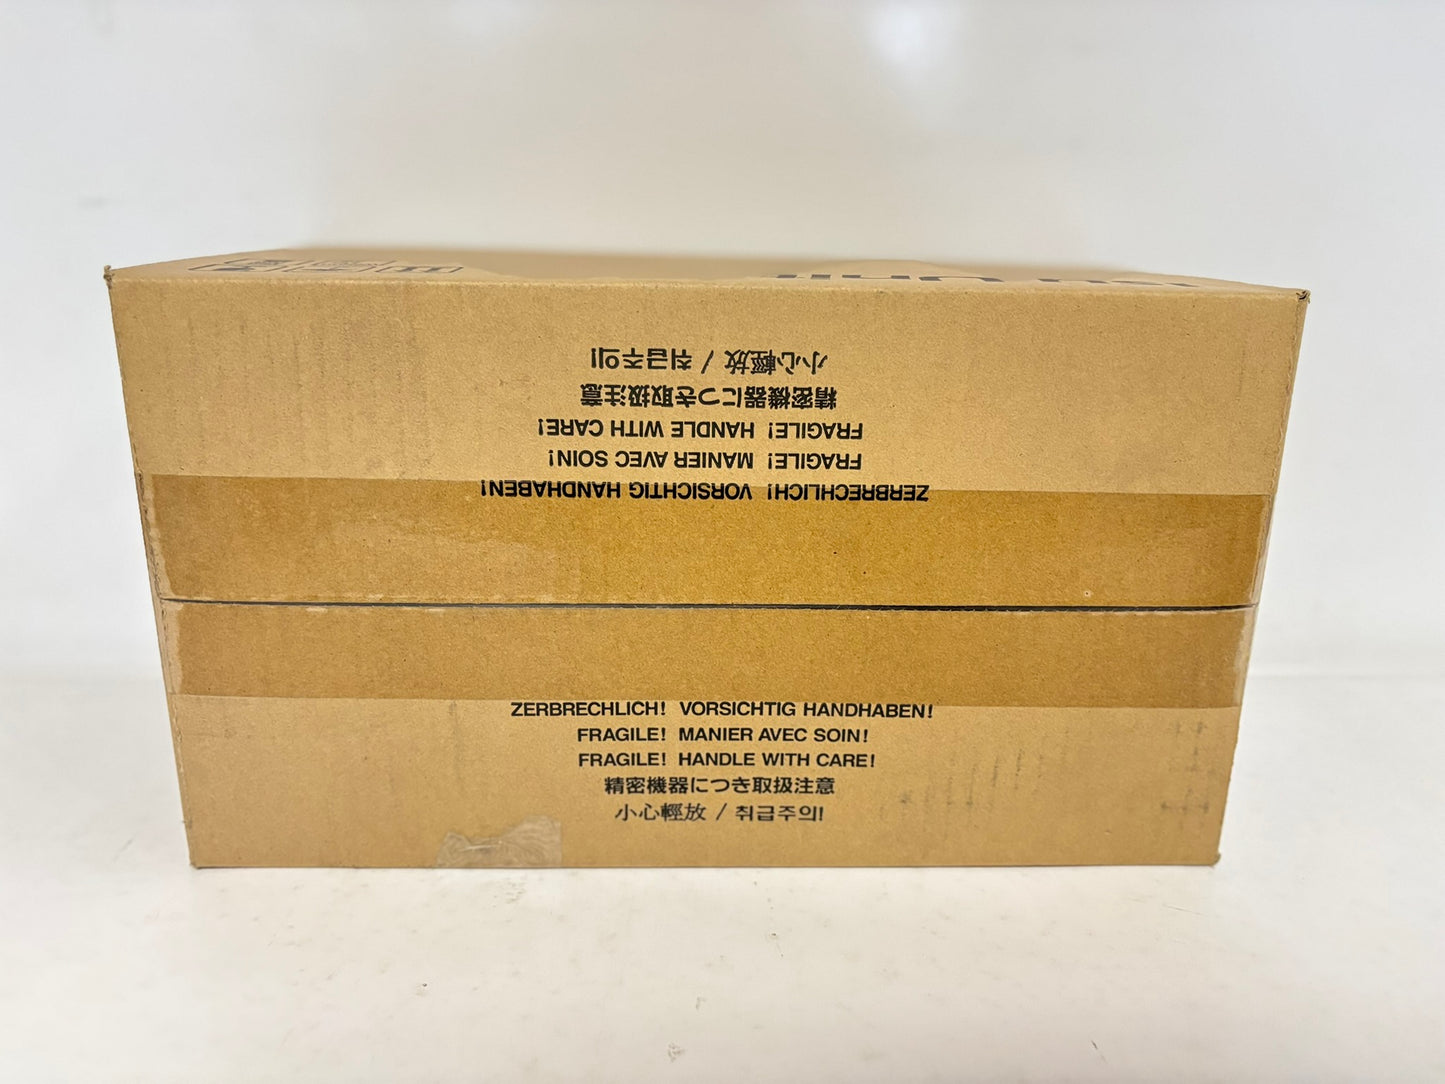 Unit
小心輕放 / 취급주의!
精密機器につき取扱注意
FRAGILE! HANDLE WITH CARE!
FRAGILE! MANIER AVEC SOIN!
ZERBRECHLICH! VORSICHTIG HANDHABEN!
ZERBRECHLICH! VORSICHTIG HANDHABEN!
FRAGILE! MANIER AVEC SOIN!
FRAGILE! HANDLE WITH CARE!
精密機器につき取扱注意
小心輕放 / 취급주의!